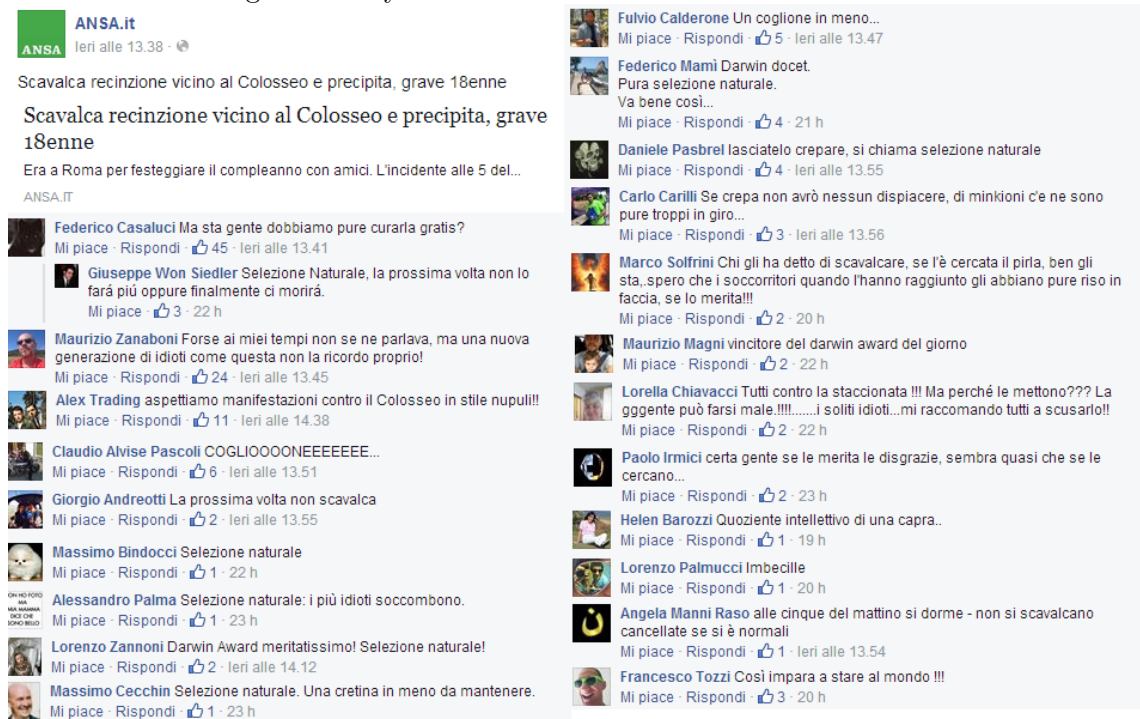 ANSA.it
ANSA
Ieri alle 13.38 ·
Scavalca recinzione vicino al Colosseo e precipita, grave 18enne
Scavalca recinzione vicino al Colosseo e precipita, grave
18enne
Era a Roma per festeggiare il compleanno con amici. L'incidente alle 5 del...
ANSA.IT
Federico Casaluci Ma sta gente dobbiamo pure curarla gratis?
Mi piace · Rispondi · 45 · Ieri alle 13.41
Giuseppe Won Siedler Selezione Naturale, la prossima volta non lo
fará piú oppure finalmente ci morirá.
Mi piace · 3 · 22 h
Maurizio Zanaboni Forse ai miei tempi non se ne parlava, ma una nuova
generazione di idioti come questa non la ricordo proprio!
Mi piace · Rispondi · 24 · Ieri alle 13.45
Alex Trading aspettiamo manifestazioni contro il Colosseo in stile nupuli!!
Mi piace · Rispondi · 11 · Ieri alle 14.38
Claudio Alvise Pascoli COGLIOOOONEEEEEEE...
Mi piace · Rispondi · 6 · Ieri alle 13.51
Giorgio Andreotti La prossima volta non scavalca
Mi piace · Rispondi · 2 · Ieri alle 13.55
Massimo Bindocci Selezione naturale
Mi piace · Rispondi · 1 · 22 h
Alessandro Palma Selezione naturale: i più idioti soccombono.
Mi piace · Rispondi · 1 · 23 h
Lorenzo Zannoni Darwin Award meritatissimo! Selezione naturale!
Mi piace · Rispondi · 2 · Ieri alle 14.12
Massimo Cecchin Selezione naturale. Una cretina in meno da mantenere.
Mi piace · Rispondi · 1 · 23 h
Fulvio Calderone Un coglione in meno...
Mi piace · Rispondi · 5 · Ieri alle 13.47
Federico Mamì Darwin docet.
Pura selezione naturale.
Va bene così...
Mi piace · Rispondi · 4 · 21 h
Daniele Pasbrel lasciatelo crepare, si chiama selezione naturale
Mi piace · Rispondi · 4 · Ieri alle 13.55
Carlo Carilli Se crepa non avrò nessun dispiacere, di minkioni c'e ne sono
pure troppi in giro...
Mi piace · Rispondi · 3 · Ieri alle 13.56
Marco Solfrini Chi gli ha detto di scavalcare, se l'è cercata il pirla, ben gli
sta,.spero che i soccorritori quando l'hanno raggiunto gli abbiano pure riso in
faccia, se lo merita!!!
Mi piace · Rispondi · 2 · 20 h
Maurizio Magni vincitore del darwin award del giorno
Mi piace · Rispondi · 2 · 22 h
Lorella Chiavacci Tutti contro la staccionata !!! Ma perché le mettono??? La
gggente può farsi male.!!!!.......i soliti idioti...mi raccomando tutti a scusarlo!!
Mi piace · Rispondi · 2 · 22 h
Paolo Irmici certa gente se le merita le disgrazie, sembra quasi che se le
cercano...
Mi piace · Rispondi · 2 · 23 h
Helen Barozzi Quoziente intellettivo di una capra..
Mi piace · Rispondi · 1 · 19 h
Lorenzo Palmucci Imbecille
Mi piace · Rispondi · 1 · 20 h
Angela Manni Raso alle cinque del mattino si dorme - non si scavalcano
cancellate se si è normali
Mi piace · Rispondi · 1 · Ieri alle 13.54
Francesco Tozzi Così impara a stare al mondo !!!
Mi piace · Rispondi · 3 · 20 h